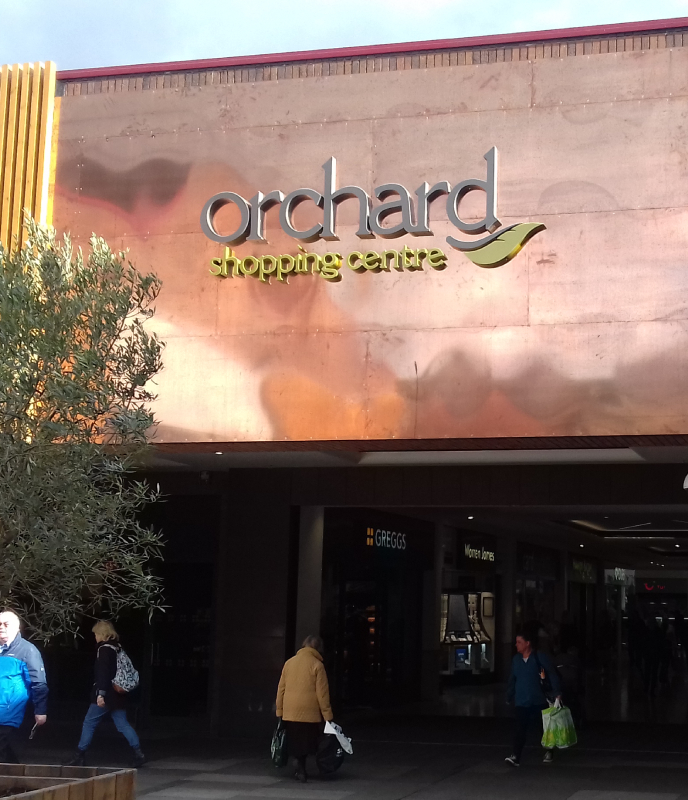 orchard
shopping centre
GREGGS
Warren James